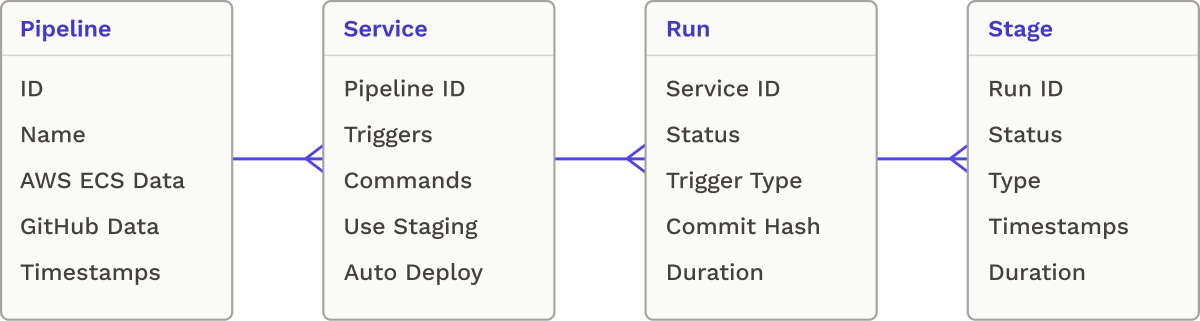 Pipeline
ID
Name
AWS ECS Data
GitHub Data
Timestamps
Service
Pipeline ID
Triggers
Commands
Use Staging
Auto Deploy
Run
Service ID
Status
Trigger Type
Commit Hash
Duration
Stage
Run ID
Status
Type
Timestamps
Duration